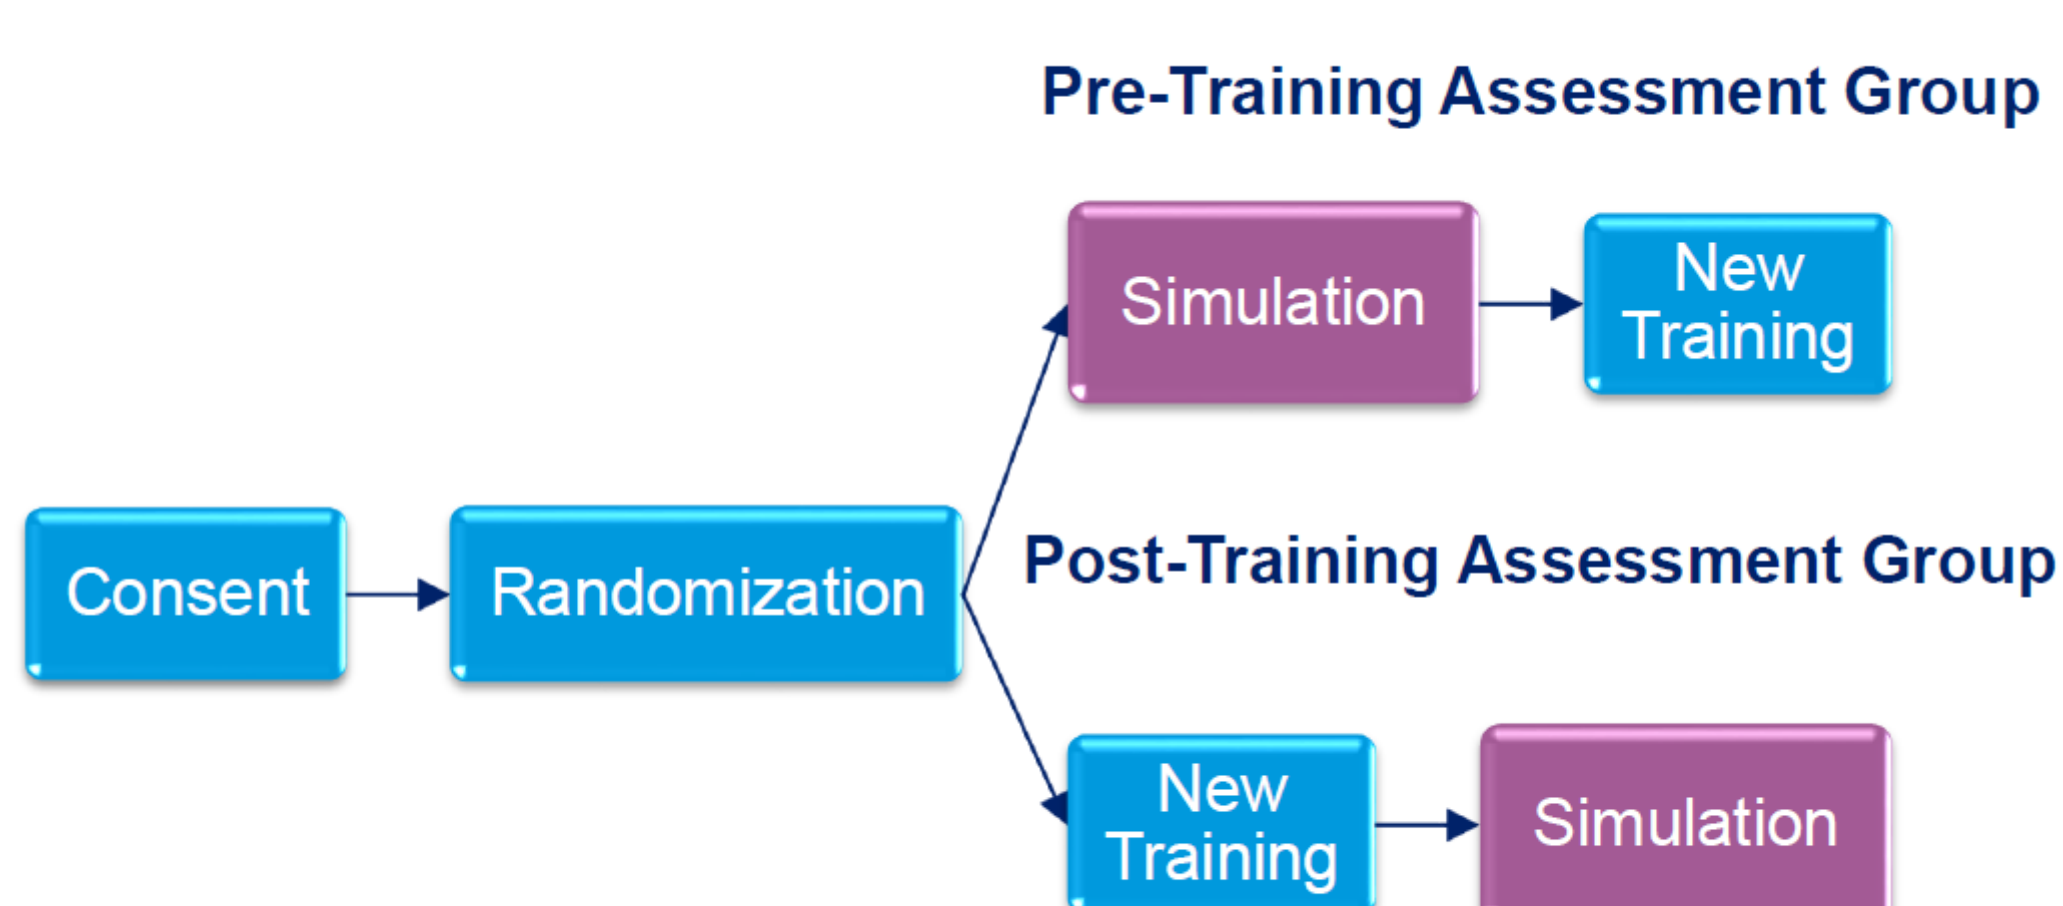 Pre-Training Assessment Group
Simulation
New
Training
Consent
Randomization
Post-Training Assessment Group
New
Training
Simulation